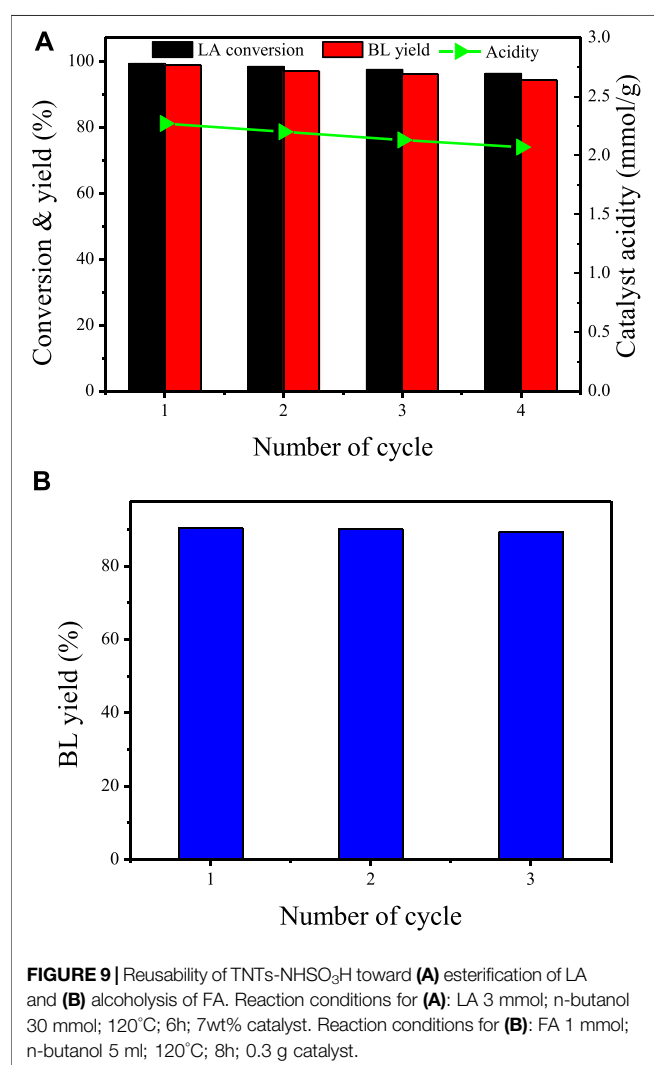 A
LA conversion BL yield Acidity
100
80
60
40
20
0
Conversion & yield (%)
3.0
2.5
2.0
1.5
1.0
0.5
0.0
Catalyst acidity (mmol/g)
1 2 3 4
Number of cycle
B
80
60
40
20
0
BL yield (%)
1 2 3
Number of cycle
FIGURE 9 | Reusability of TNTs-NHSO₃H toward (A) esterification of LA
and (B) alcoholysis of FA. Reaction conditions for (A): LA 3 mmol; n-butanol
30 mmol; 120°C; 6h; 7wt% catalyst. Reaction conditions for (B): FA 1 mmol;
n-butanol 5 ml; 120°C; 8h; 0.3 g catalyst.